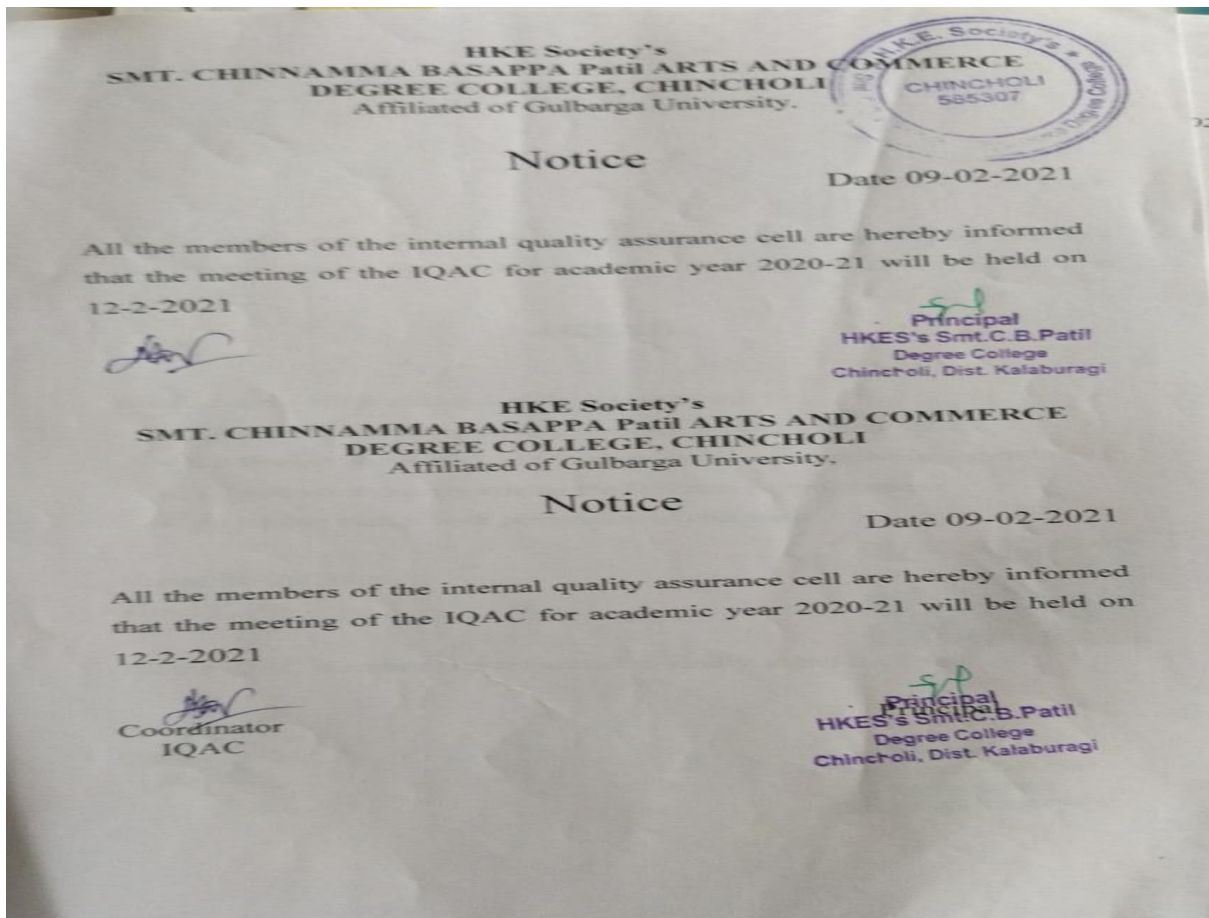 H.K.E. Society's *
CHINCHOLI
585307
Degree College
HKE Society's
SMT. CHINNAMMA BASAPPA Patil ARTS AND COMMERCE
DEGREE COLLEGE, CHINCHOLI
Affiliated of Gulbarga University.
Notice
Date 09-02-2021
All the members of the internal quality assurance cell are hereby informed
that the meeting of the IQAC for academic year 2020-21 will be held on
12-2-2021
Principal
HKES's Smt.C.B.Patil
Degree College
Chincholi, Dist. Kalaburagi
HKE Society's
SMT. CHINNAMMA BASAPPA Patil ARTS AND COMMERCE
DEGREE COLLEGE, CHINCHOLI
Affiliated of Gulbarga University.
Notice
Date 09-02-2021
All the members of the internal quality assurance cell are hereby informed
that the meeting of the IQAC for academic year 2020-21 will be held on
12-2-2021
Coordinator
IQAC
Principal
Principal
HKES's Smt.C.B.Patil
Degree College
Chincholi, Dist. Kalaburagi